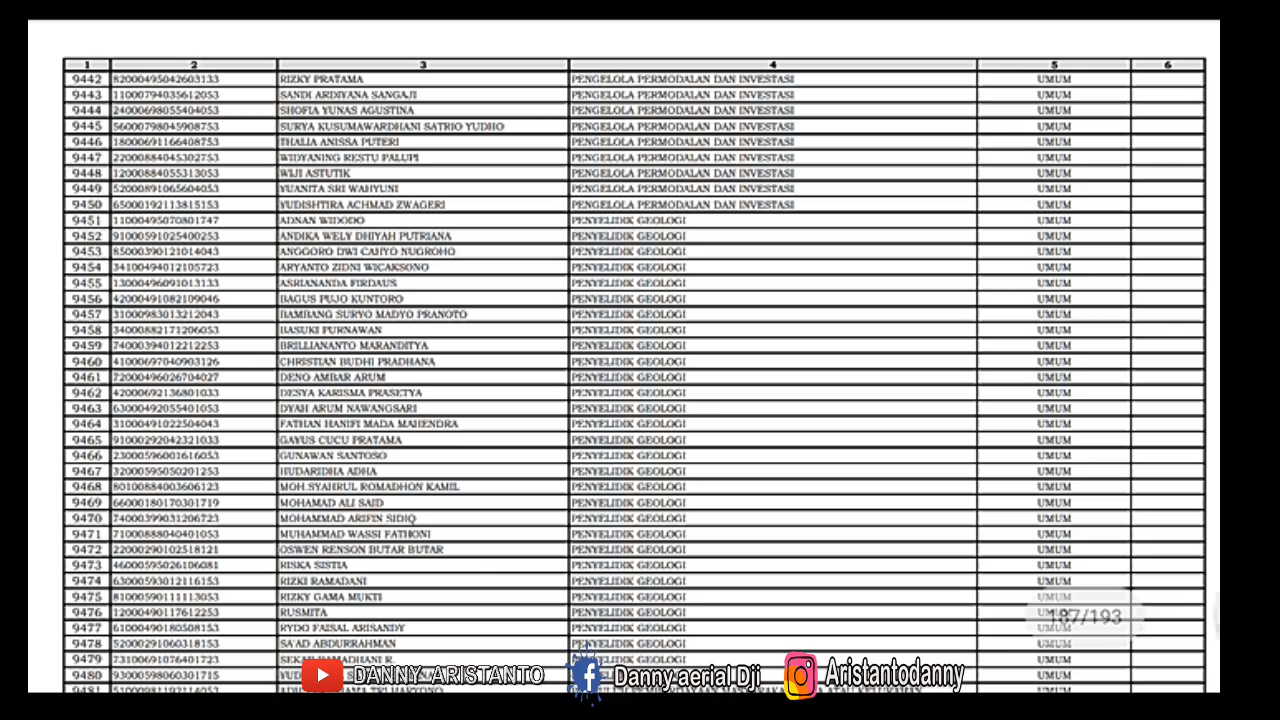 1 2 3 4 5 6
9442 82000495042603133 RIZKY PRATAMA PENGELOLA PERMODALAN DAN INVESTASI UMUM
9443 11000794035612053 SANDI ARDIYANA SANGAJI PENGELOLA PERMODALAN DAN INVESTASI UMUM
9444 24000698055404053 SHOFIA YUNAS AGUSTINA PENGELOLA PERMODALAN DAN INVESTASI UMUM
9445 56000798045908753 SURYA KUSUMAWARDHANI SATRIO YUDHO PENGELOLA PERMODALAN DAN INVESTASI UMUM
9446 18000691166408753 THALIA ANISSA PUTERI PENGELOLA PERMODALAN DAN INVESTASI UMUM
9447 22000884045302753 WIDYANING RESTU PALUPI PENGELOLA PERMODALAN DAN INVESTASI UMUM
9448 12000884055313053 WIJI ASTUTIK PENGELOLA PERMODALAN DAN INVESTASI UMUM
9449 52000891065604053 YUANITA SRI WAHYUNI PENGELOLA PERMODALAN DAN INVESTASI UMUM
9450 65000192113815153 YUDISHTIRA ACHMAD ZWAGERI PENGELOLA PERMODALAN DAN INVESTASI UMUM
9451 11000495070801747 ADNAN WIDODO PENYELIDIK GEOLOGI UMUM
9452 91000591025400253 ANDIKA WELY DHIYAH PUTRIANA PENYELIDIK GEOLOGI UMUM
9453 85000390121014043 ANGGORO DWI CAHYO NUGROHO PENYELIDIK GEOLOGI UMUM
9454 34100494012105723 ARYANTO ZIDNI WICAKSONO PENYELIDIK GEOLOGI UMUM
9455 13000496091013133 ASRIANANDA FIRDAUS PENYELIDIK GEOLOGI UMUM
9456 42000491082109046 BAGUS PUJO KUNTORO PENYELIDIK GEOLOGI UMUM
9457 31000983013212043 BAMBANG SURYO MADYO PRANOTO PENYELIDIK GEOLOGI UMUM
9458 34000882171206053 BASUKI PURNAWAN PENYELIDIK GEOLOGI UMUM
9459 74000394012212253 BRILLIANANTO MARANDITYA PENYELIDIK GEOLOGI UMUM
9460 41000697040903126 CHRISTIAN BUDHI PRADHANA PENYELIDIK GEOLOGI UMUM
9461 72000496026704027 DENO AMBAR ARUM PENYELIDIK GEOLOGI UMUM
9462 42000692136801033 DESYA KARISMA PRASETYA PENYELIDIK GEOLOGI UMUM
9463 63000492055401053 DYAH ARUM NAWANGSARI PENYELIDIK GEOLOGI UMUM
9464 31000491022504043 FATHAN HANIFI MADA MAHENDRA PENYELIDIK GEOLOGI UMUM
9465 91000292042321033 GAYUS CUCU PRATAMA PENYELIDIK GEOLOGI UMUM
9466 23000596001616053 GUNAWAN SANTOSO PENYELIDIK GEOLOGI UMUM
9467 32000595050201253 HUDARIDHA ADHA PENYELIDIK GEOLOGI UMUM
9468 80100884003606123 MOH.SYAHRUL ROMADHON KAMIL PENYELIDIK GEOLOGI UMUM
9469 66000180170301719 MOHAMAD ALI SAID PENYELIDIK GEOLOGI UMUM
9470 74000399031206723 MOHAMMAD ARIFIN SIDIQ PENYELIDIK GEOLOGI UMUM
9471 71000888040401053 MUHAMMAD WASSI FATHONI PENYELIDIK GEOLOGI UMUM
9472 22000290102518121 OSWEN RENSON BUTAR BUTAR PENYELIDIK GEOLOGI UMUM
9473 46000595026106081 RISKA SISTIA PENYELIDIK GEOLOGI UMUM
9474 63000593012116153 RIZKI RAMADANI PENYELIDIK GEOLOGI UMUM
9475 81000590111113053 RIZKY GAMA MUKTI PENYELIDIK GEOLOGI UMUM
9476 12000490117612253 RUSMITA PENYELIDIK GEOLOGI UMUM
187/193
9477 61000490180508153 RYDO FAISAL ARISANDY PENYELIDIK GEOLOGI UMUM
9478 52000291060318153 SA'AD ABDURRAHMAN PENYELIDIK GEOLOGI UMUM
9479 73100691076401723
9480 93000598060301715
DANNY ARISTANTO Danny aerial Dji Aristantodanny